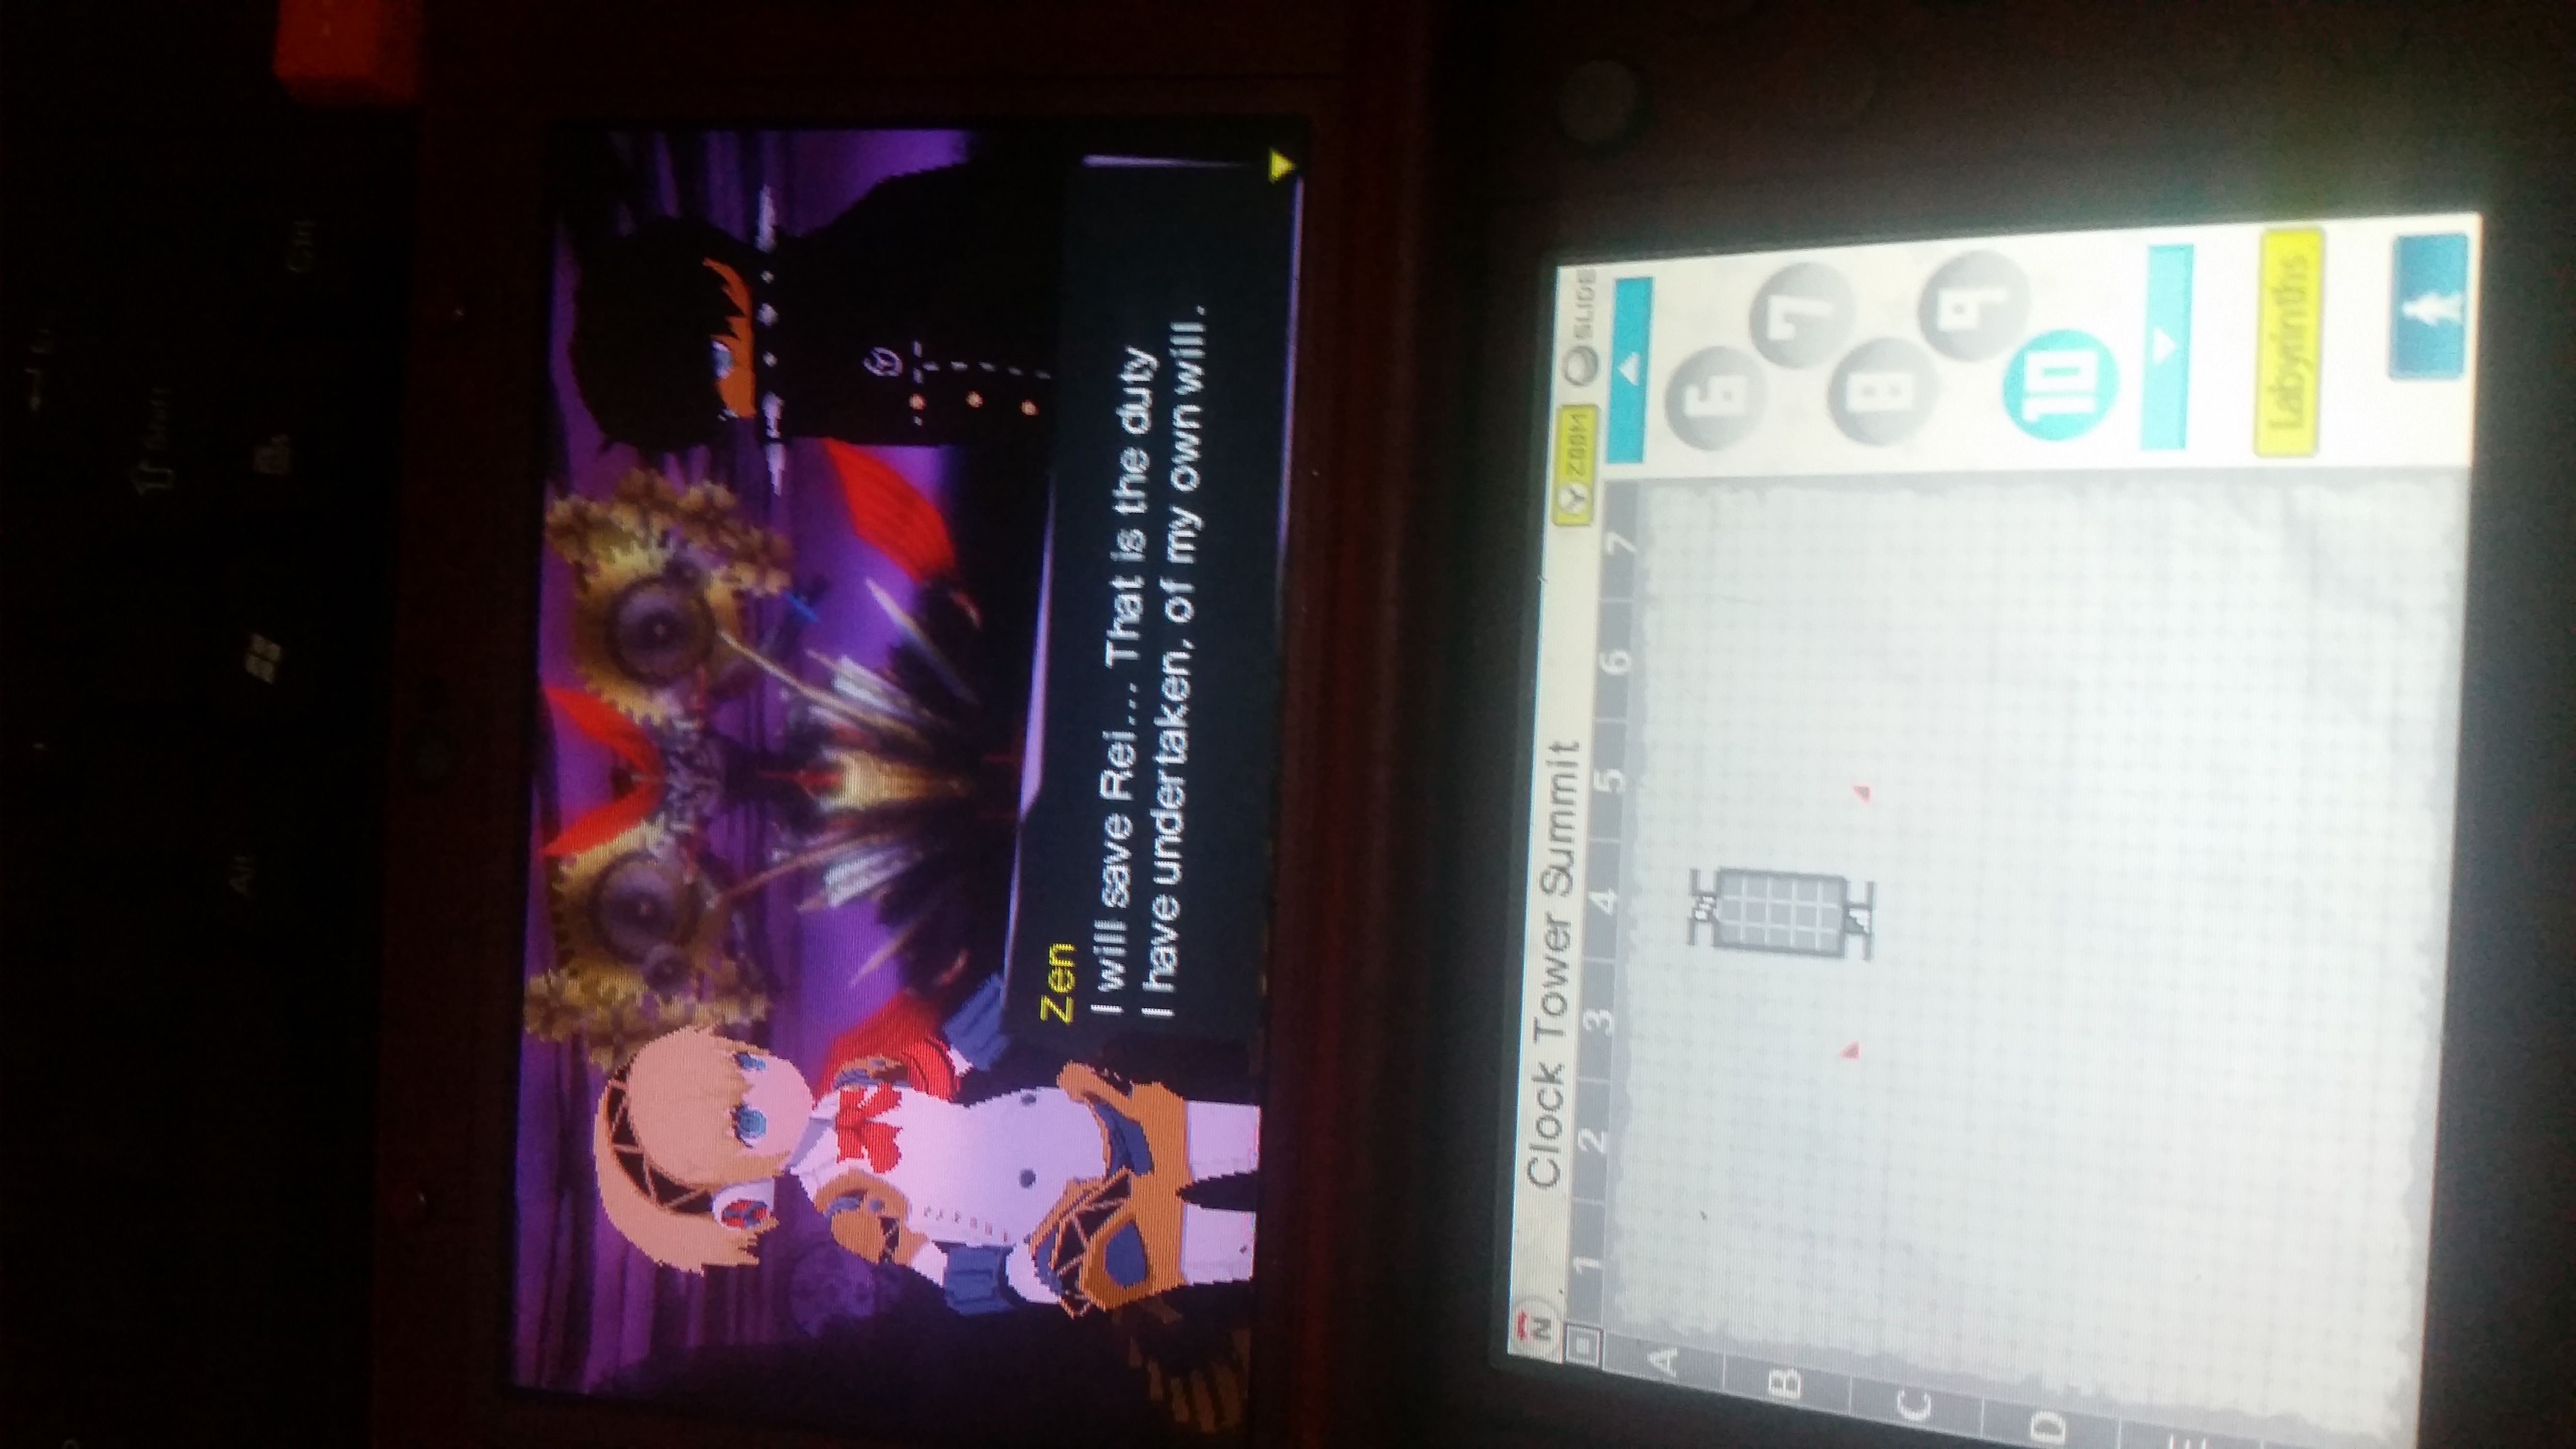 Shift
Alt
Ctrl
Zen
I will save Rei... That is the duty
I have undertaken, of my own will.
N
Clock Tower Summit
Y ZOOM
SLIDE
1 2 3 4 5 6 7
A
B
C
D
E
6
7
8
9
10
Labyrinths